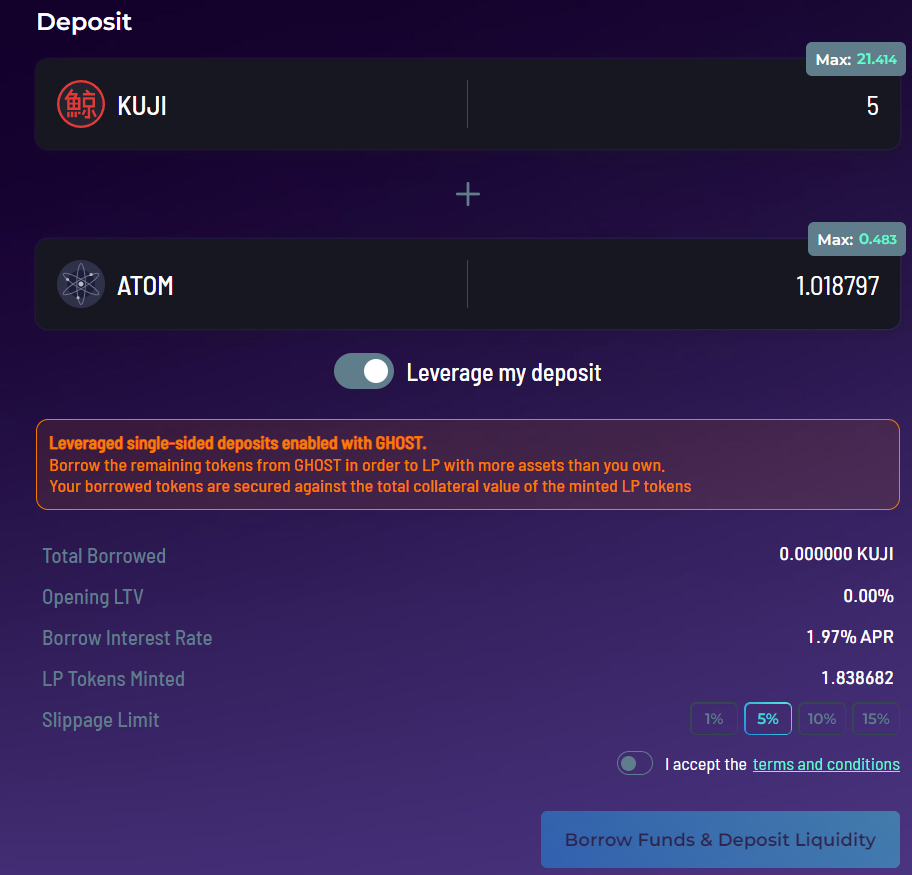 Deposit
Max: 21.414
鯨 KUJI 5
+
Max: 0.483
ATOM 1.018797
Leverage my deposit
Leveraged single-sided deposits enabled with GHOST.
Borrow the remaining tokens from GHOST in order to LP with more assets than you own.
Your borrowed tokens are secured against the total collateral value of the minted LP tokens
Total Borrowed 0.000000 KUJI
Opening LTV 0.00%
Borrow Interest Rate 1.97% APR
LP Tokens Minted 1.838682
Slippage Limit 1% 5% 10% 15%
I accept the terms and conditions
Borrow Funds & Deposit Liquidity